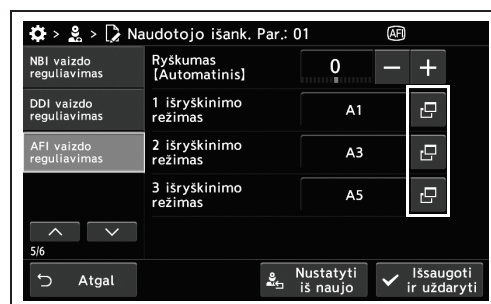 > > Naudotojo išank. Par.: 01 AFI
NBI vaizdo
reguliavimas
DDI vaizdo
reguliavimas
AFI vaizdo
reguliavimas
5/6
Ryškumas
[Automatinis]
0 − +
1 išryškinimo
režimas
A1
2 išryškinimo
režimas
A3
3 išryškinimo
režimas
A5
Atgal
Nustatyti
iš naujo
Išsaugoti
ir uždaryti